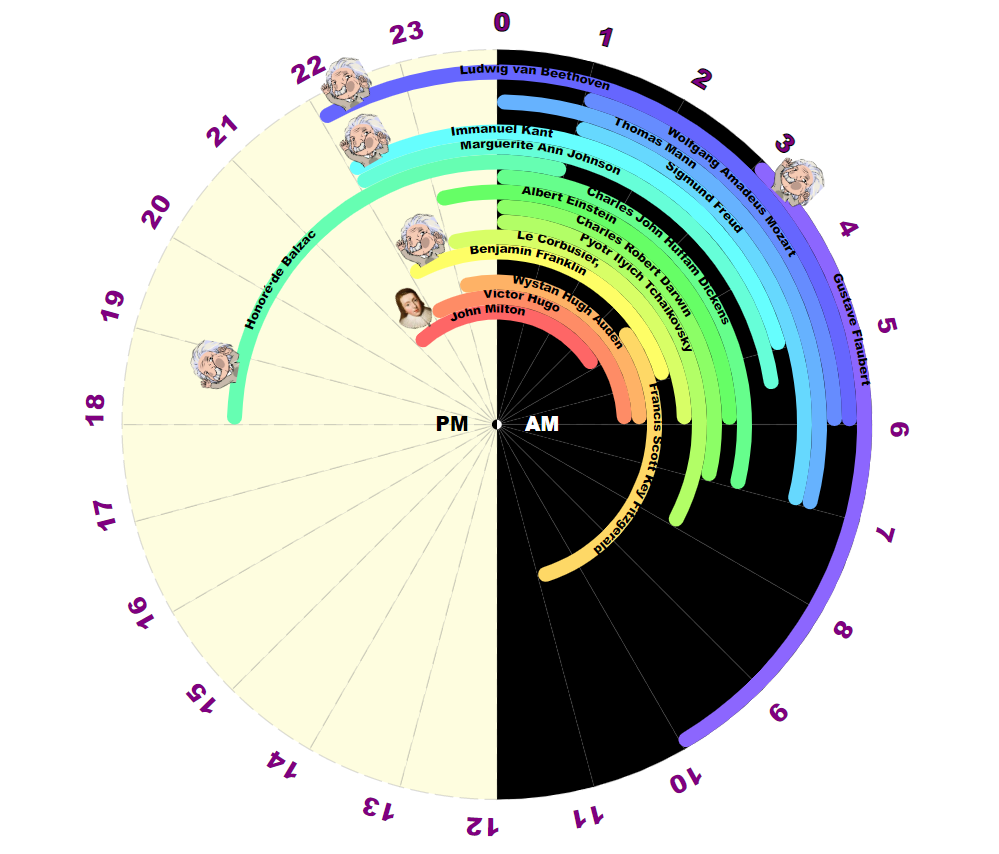 0
1
2
3
4
5
6
7
8
9
10
11
12
13
14
15
16
17
18
19
20
21
22
23
Ludwig van Beethoven
Wolfgang Amadeus Mozart
Thomas Mann
Sigmund Freud
Gustave Flaubert
Immanuel Kant
Marguerite Ann Johnson
Honoré de Balzac
Charles John Huffam Dickens
Albert Einstein
Charles Robert Darwin
Pyotr Ilyich Tchaikovsky
Le Corbusier,
Benjamin Franklin
Francis Scott Key Fitzgerald
Wystan Hugh Auden
Victor Hugo
John Milton
PM
AM